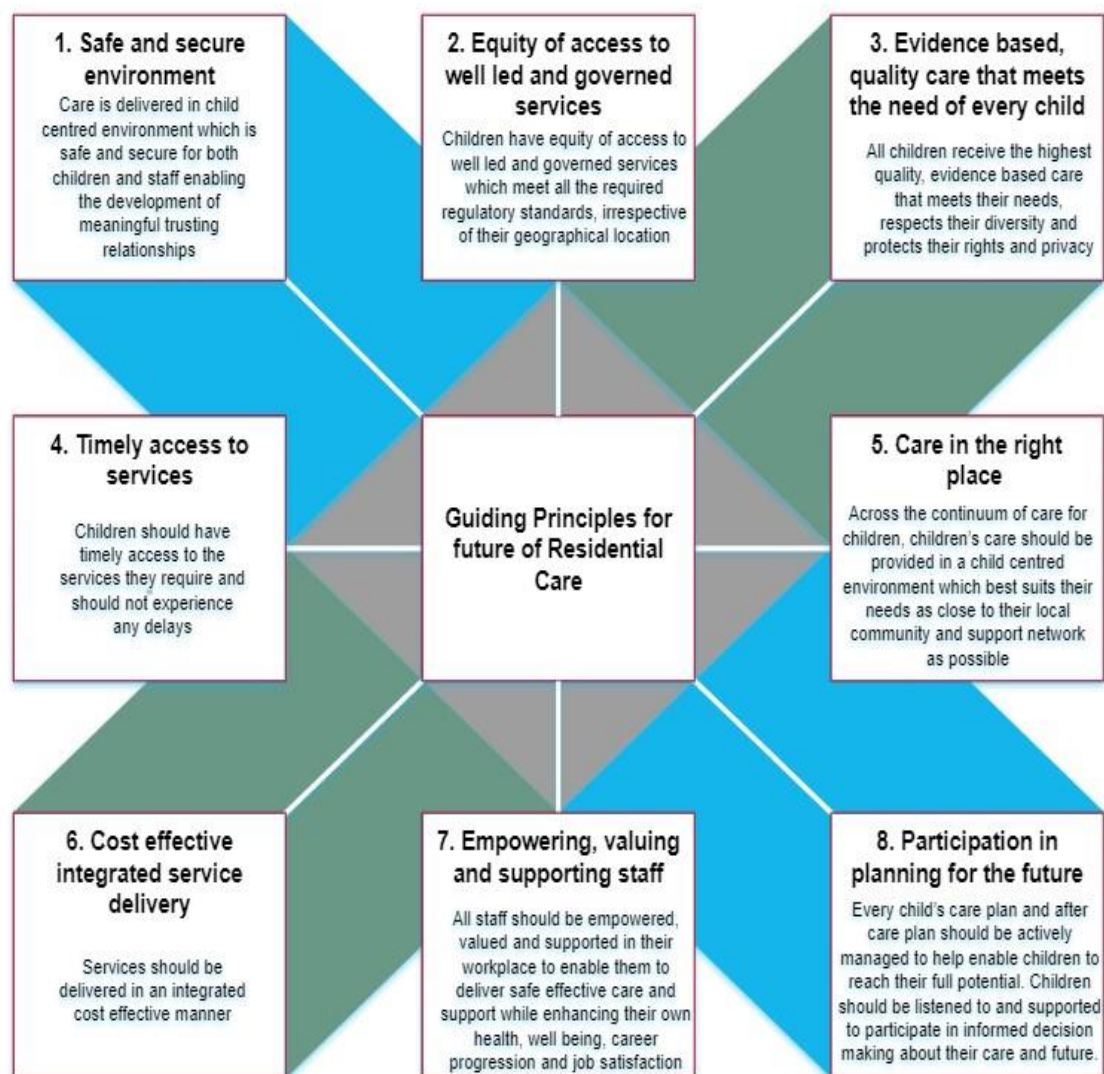 1. Safe and secure
environment
Care is delivered in child
centred environment which is
safe and secure for both
children and staff enabling
the development of
meaningful trusting
relationships
2. Equity of access to
well led and governed
services
Children have equity of access to
well led and governed services
which meet all the required
regulatory standards, irrespective
of their geographical location
3. Evidence based,
quality care that meets
the need of every child
All children receive the highest
quality, evidence based care
that meets their needs,
respects their diversity and
protects their rights and privacy
4. Timely access to
services
Children should have
timely access to the
services they require and
should not experience
any delays
Guiding Principles for
future of Residential
Care
5. Care in the right
place
Across the continuum of care for
children, children's care should be
provided in a child centred
environment which best suits their
needs as close to their local
community and support network
as possible
6. Cost effective
integrated service
delivery
Services should be
delivered in an integrated
cost effective manner
7. Empowering, valuing
and supporting staff
All staff should be empowered,
valued and supported in their
workplace to enable them to
deliver safe effective care and
support while enhancing their own
health, well being, career
progression and job satisfaction
8. Participation in
planning for the future
Every child's care plan and after
care plan should be actively
managed to help enable children to
reach their full potential. Children
should be listened to and supported
to participate in informed decision
making about their care and future.